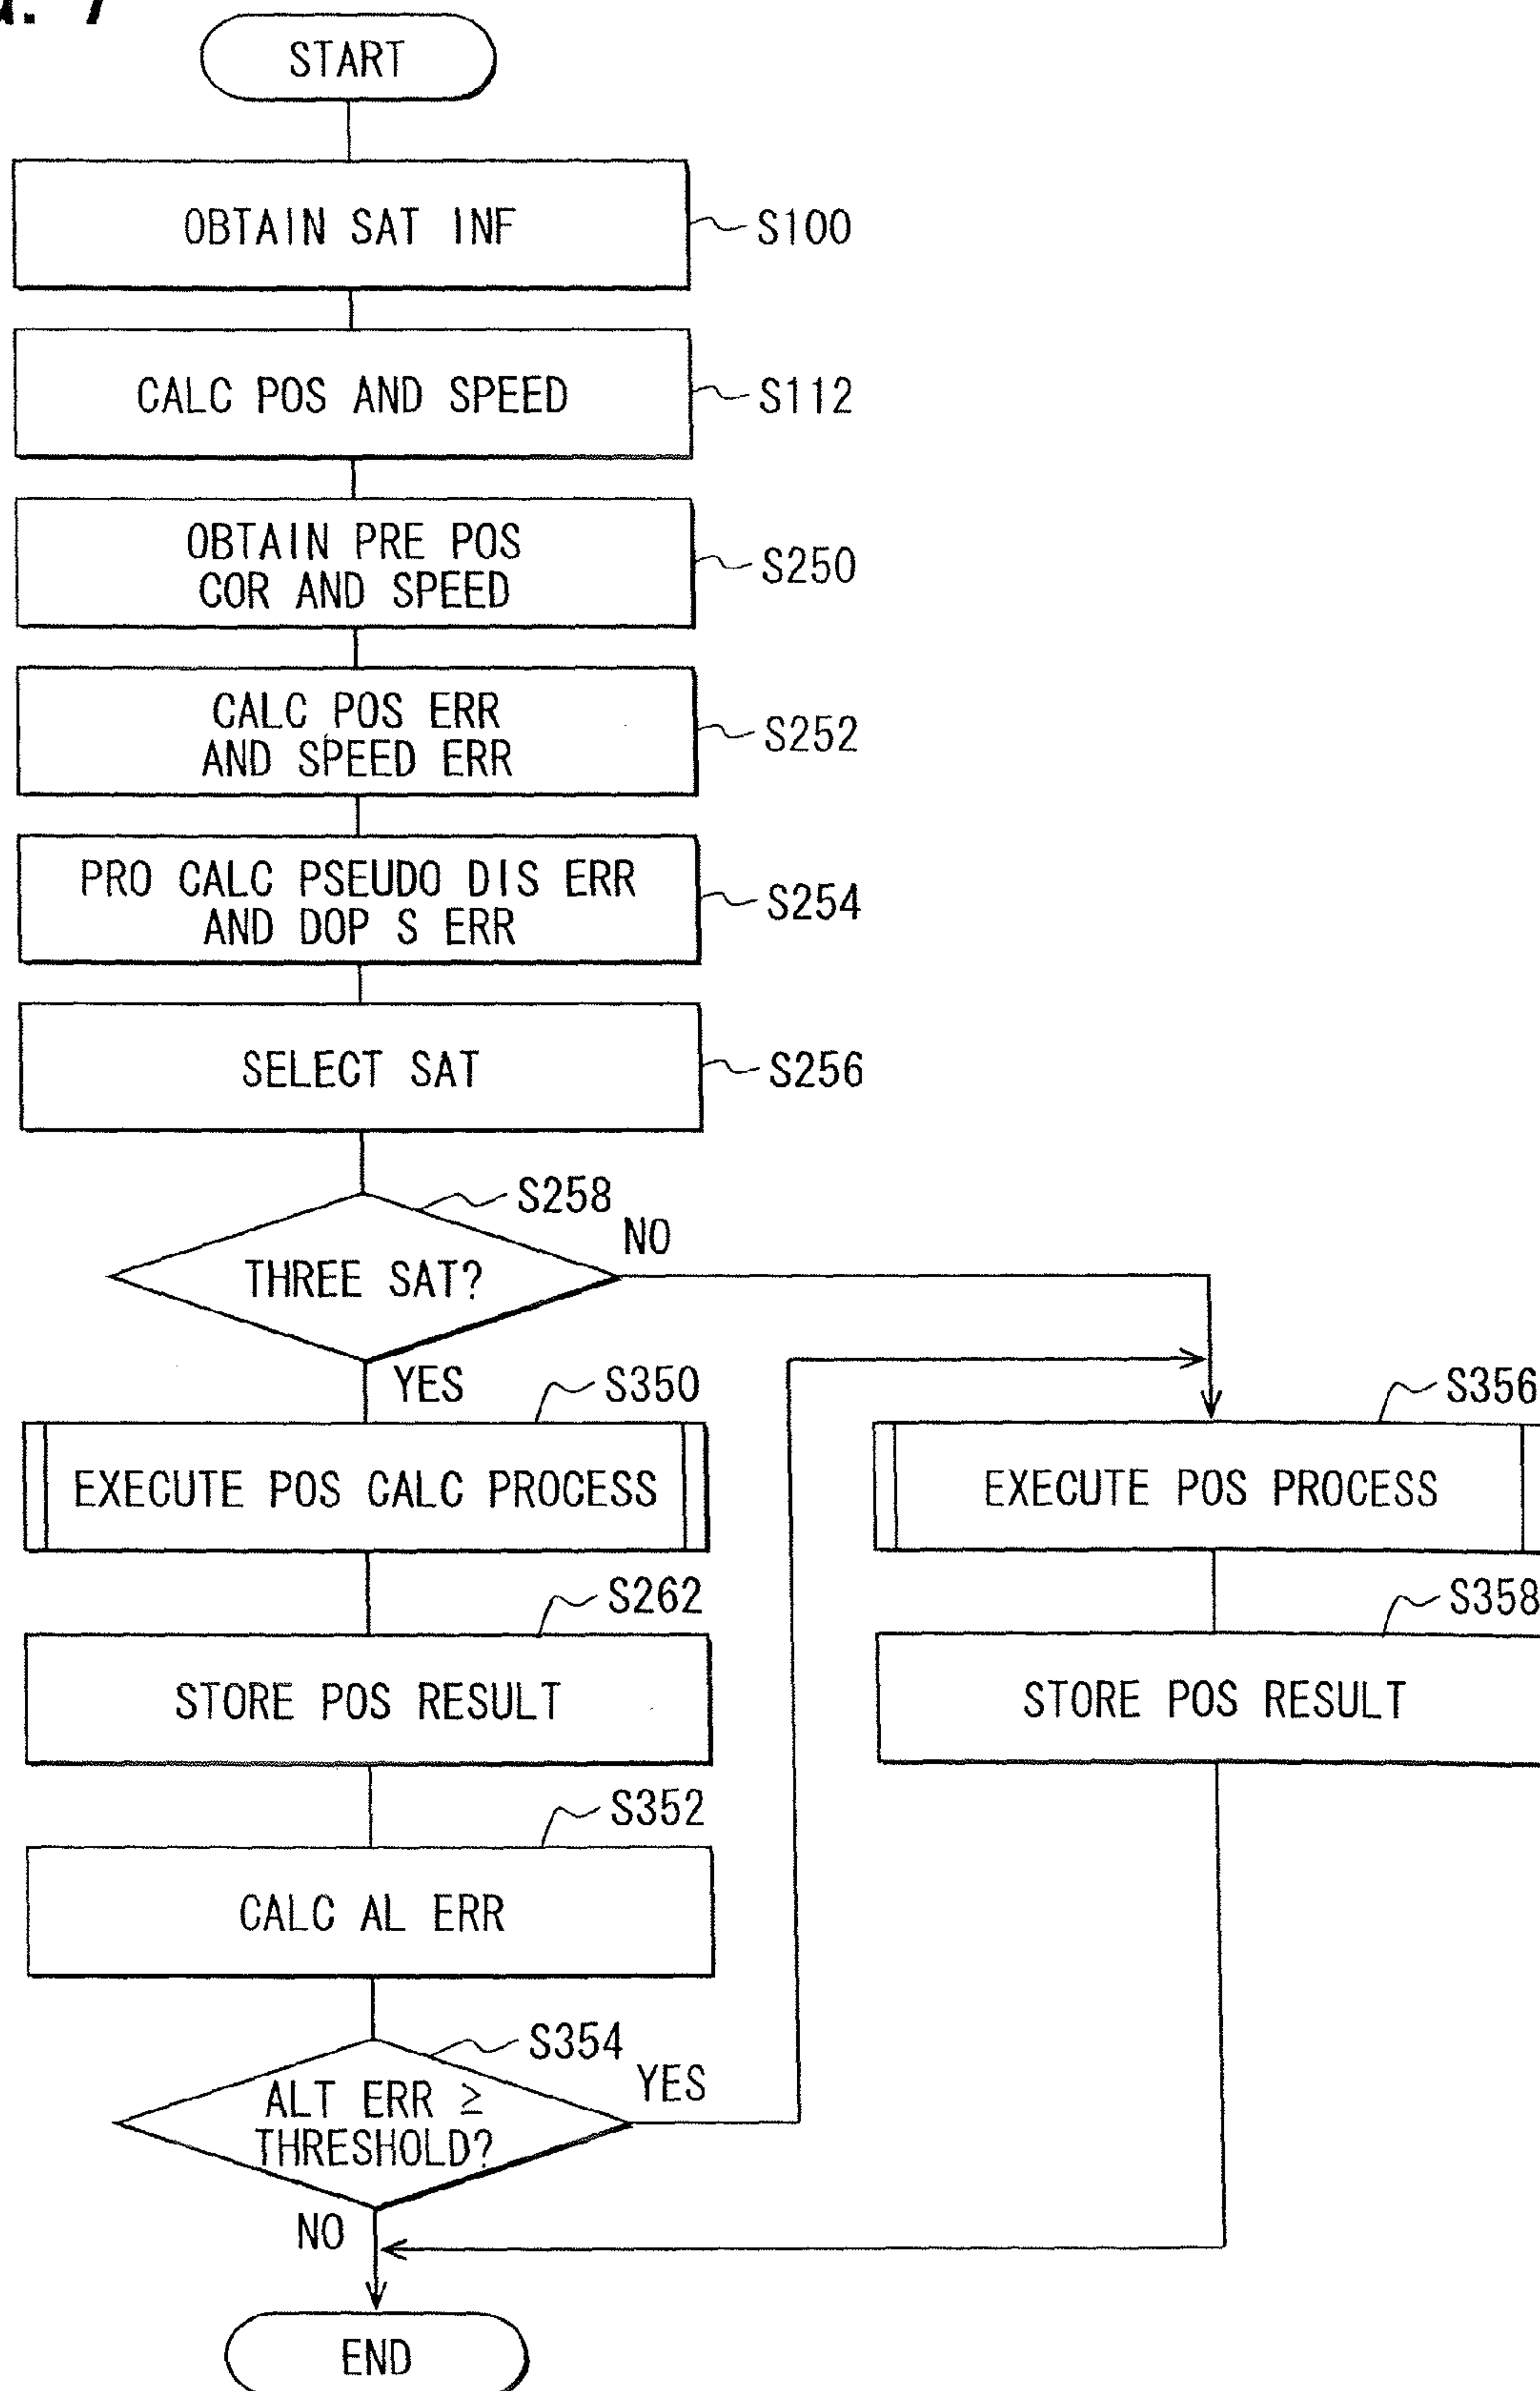 START
OBTAIN SAT INF
S100
CALC POS AND SPEED
S112
OBTAIN PRE POS
COR AND SPEED
S250
CALC POS ERR
AND SPEED ERR
S252
PRO CALC PSEUDO DIS ERR
AND DOP S ERR
S254
SELECT SAT
S256
S258
THREE SAT?
NO
YES
S350
EXECUTE POS CALC PROCESS
S356
EXECUTE POS PROCESS
S262
STORE POS RESULT
S358
STORE POS RESULT
S352
CALC AL ERR
S354
ALT ERR ≥
THRESHOLD?
YES
NO
END